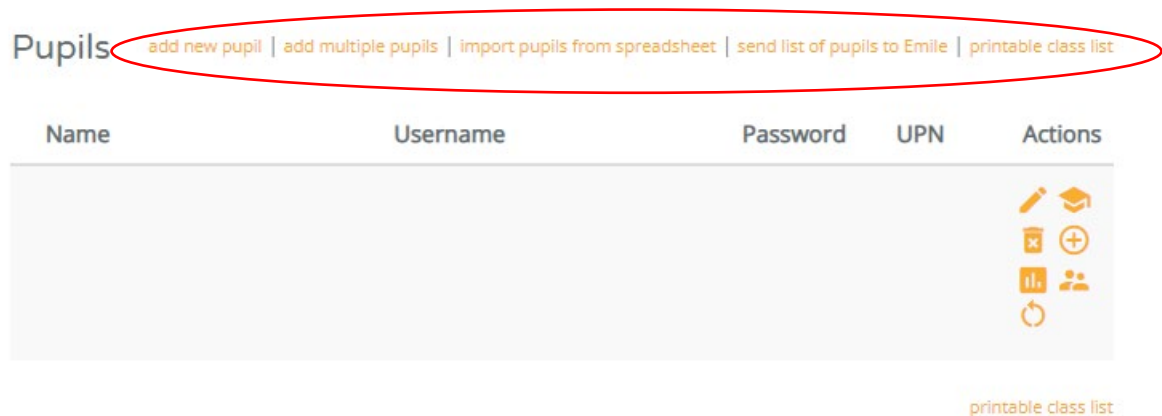 Pupils add new pupil | add multiple pupils | import pupils from spreadsheet | send list of pupils to Emile | printable class list
Name Username Password UPN Actions
printable class list